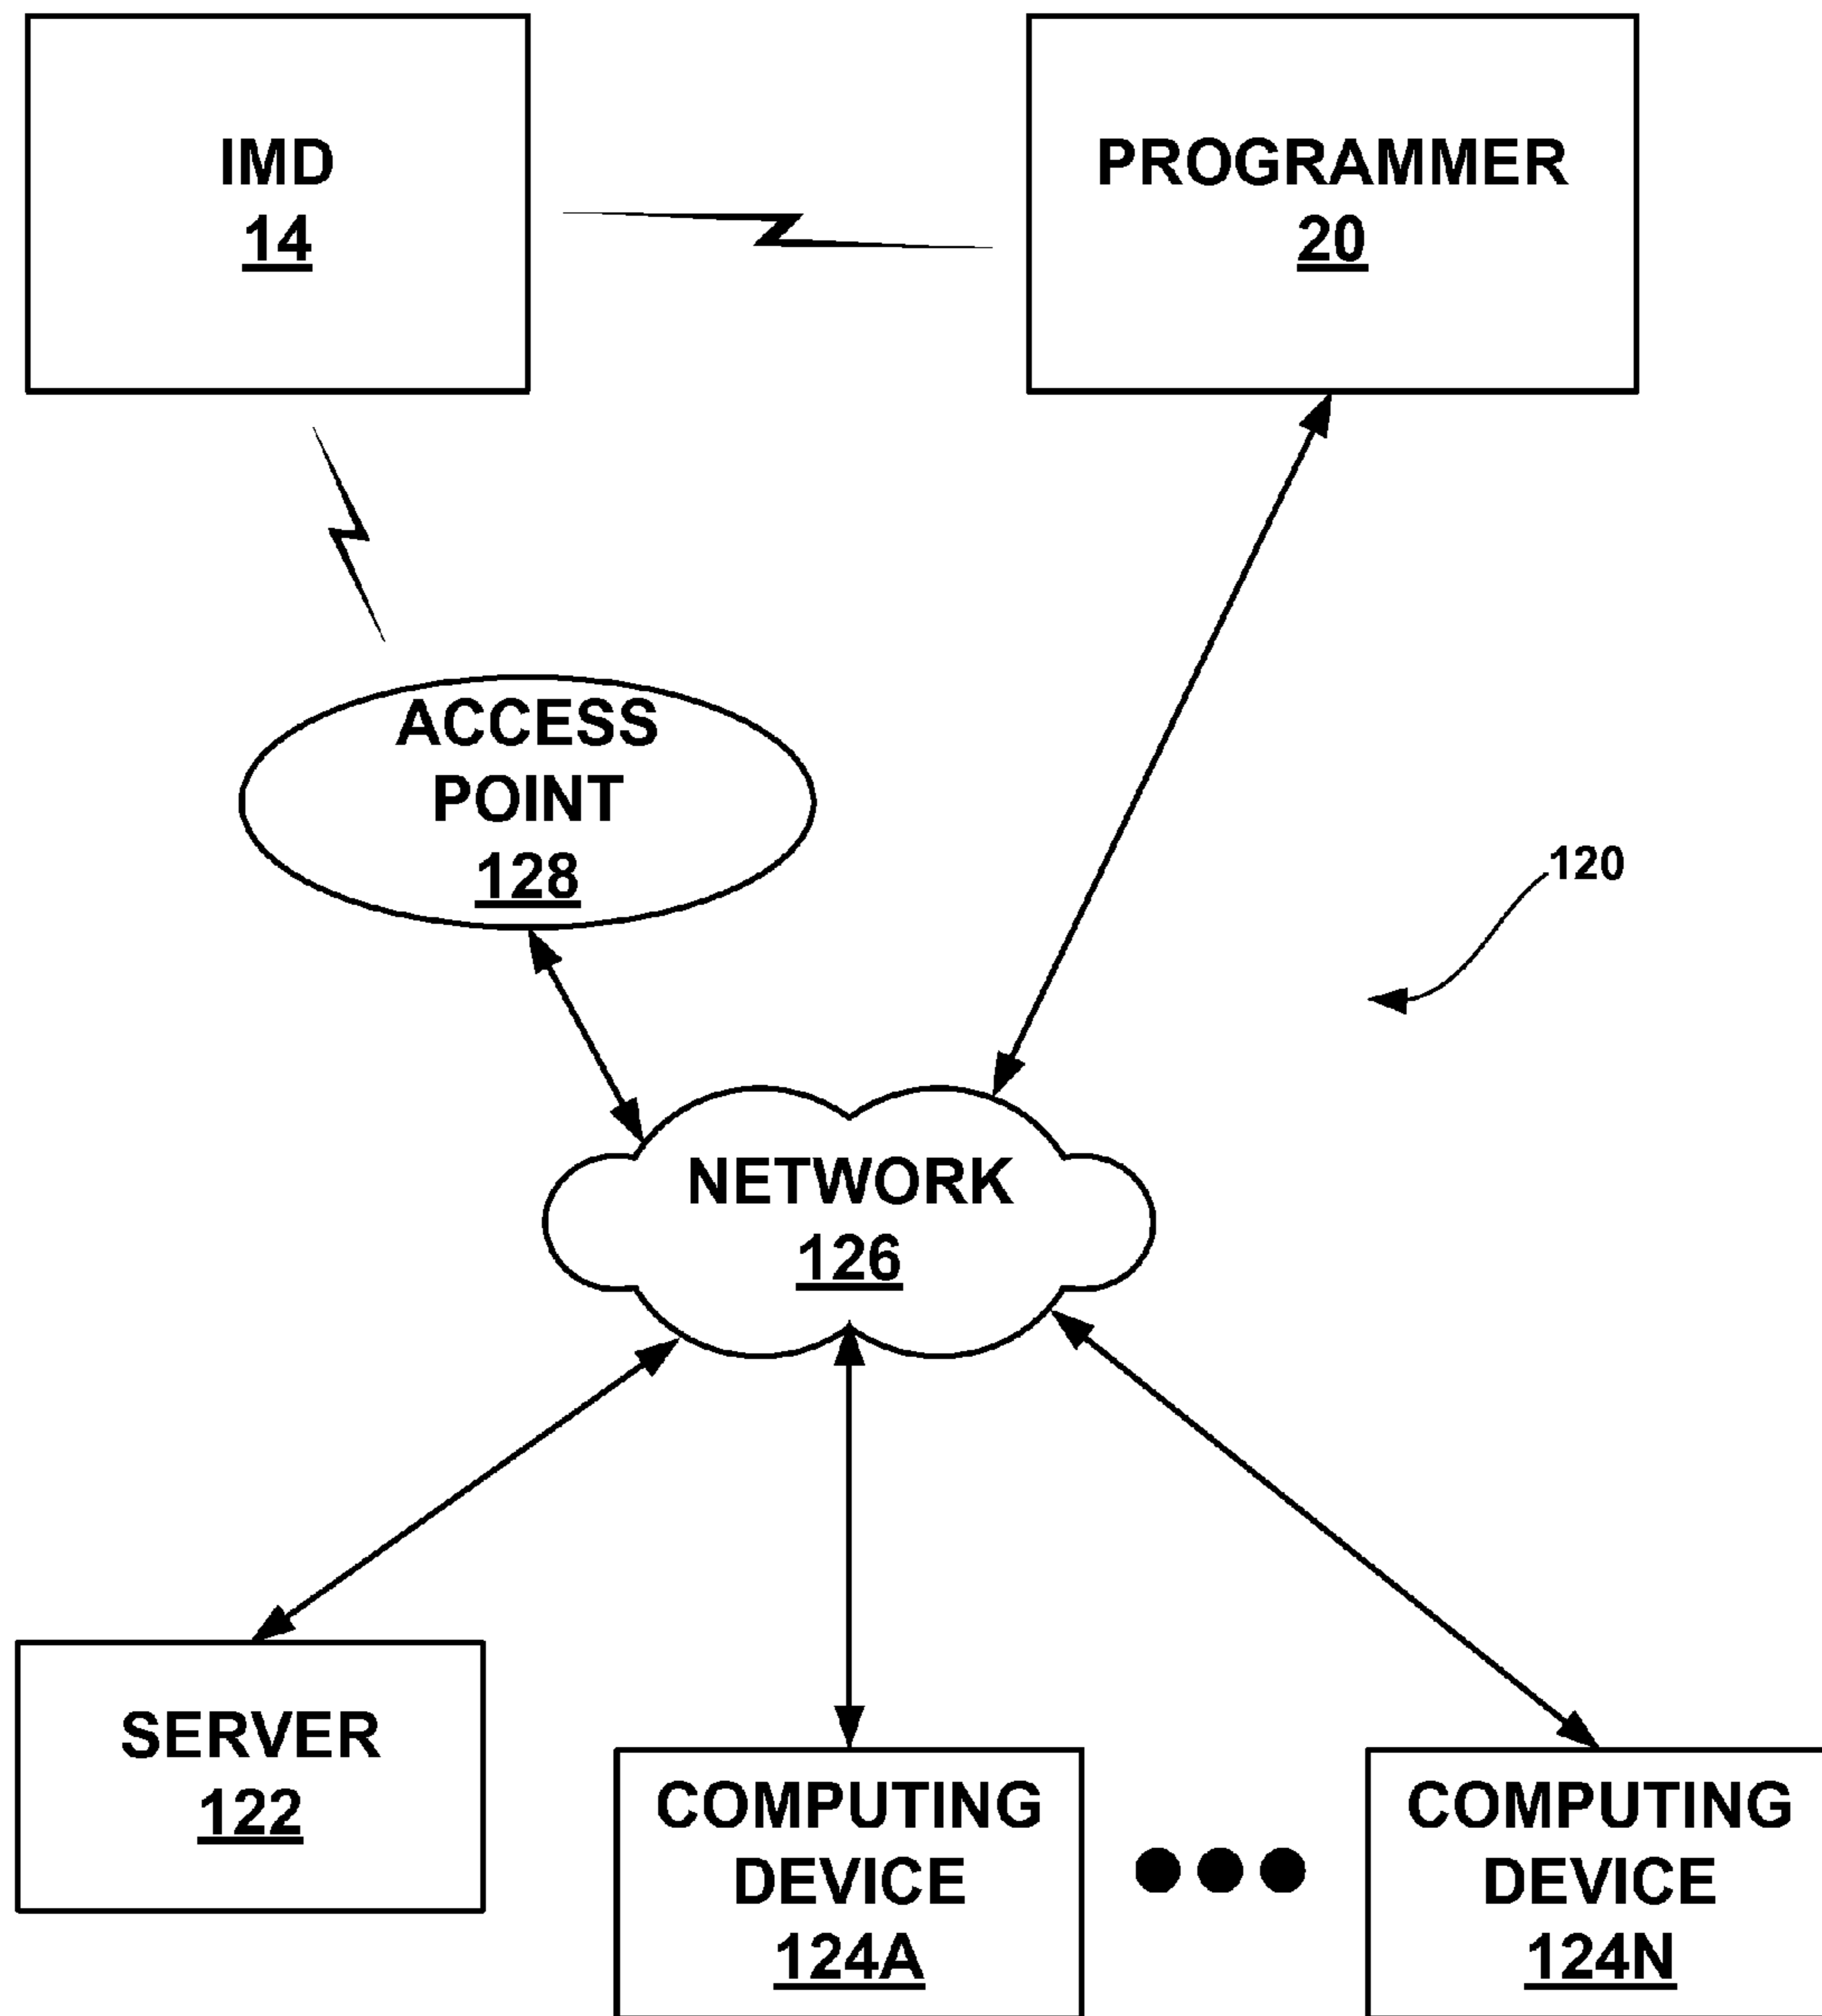 IMD
14
PROGRAMMER
20
ACCESS
POINT
128
120
NETWORK
126
SERVER
122
COMPUTING
DEVICE
124A
COMPUTING
DEVICE
124N